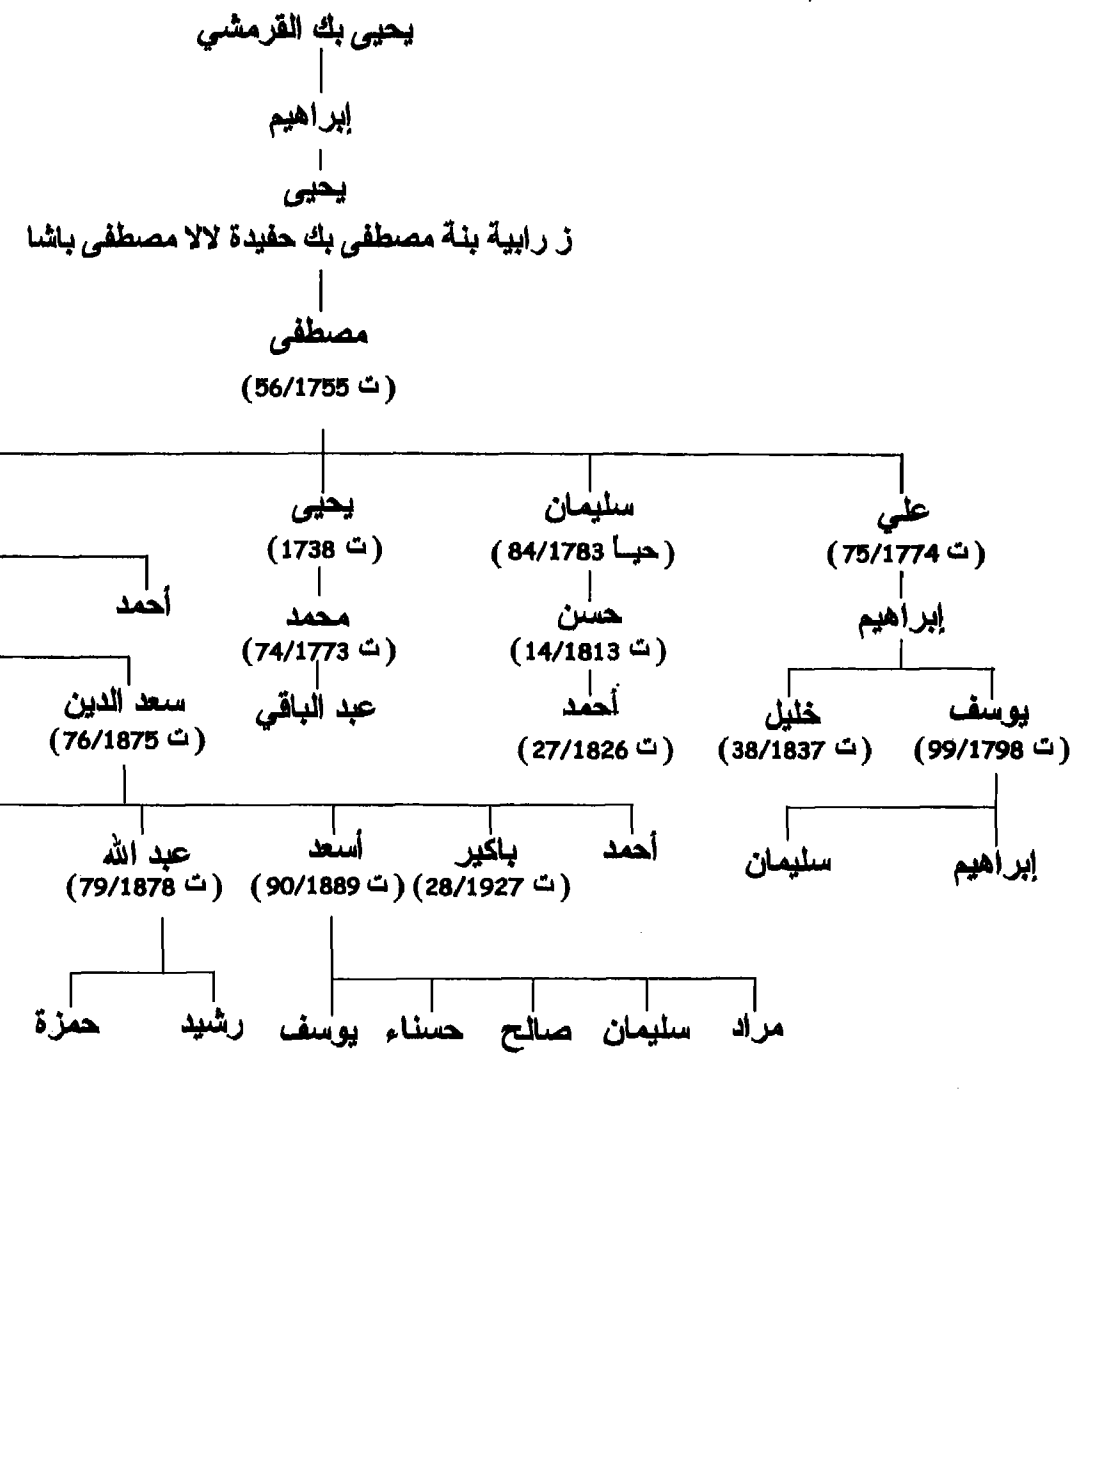 يحيى بك القرمشي
إبراهيم
يحيى
ز رابية بنة مصطفى بك حفيدة لالا مصطفى باشا
مصطفى
(ت 56/1755)
علي
سليمان
يحيى
(ت 75/1774)
(حيا 84/1783)
(ت 1738)
أحمد
إبراهيم
حسن
محمد
(ت 14/1813)
(ت 74/1773)
يوسف
خليل
أحمد
عبد الباقي
سعد الدين
(ت 99/1798)
(ت 38/1837)
(ت 27/1826)
(ت 76/1875)
إبراهيم
سليمان
أحمد
باكير
أسعد
عبد الله
(ت 28/1927)
(ت 90/1889)
(ت 79/1878)
مراد
سليمان
صالح
حسناء
يوسف
رشيد
حمزة